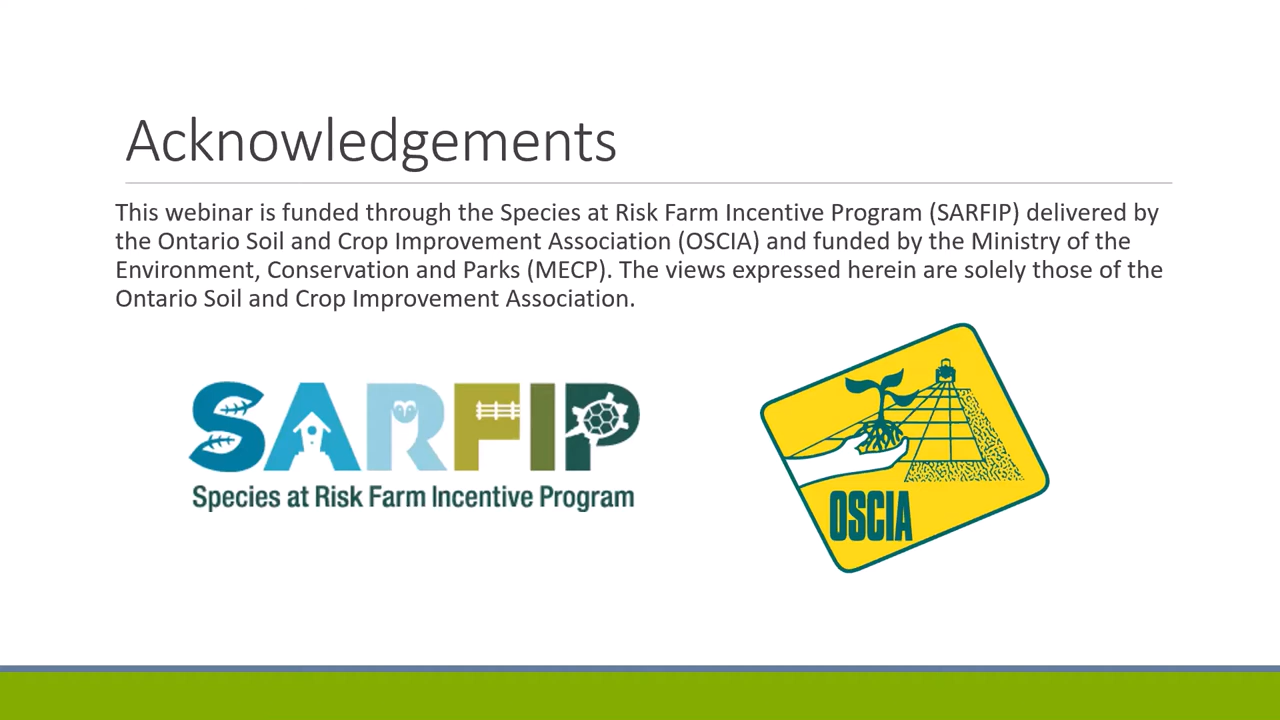 Acknowledgements
This webinar is funded through the Species at Risk Farm Incentive Program (SARFIP) delivered by
the Ontario Soil and Crop Improvement Association (OSCIA) and funded by the Ministry of the
Environment, Conservation and Parks (MECP). The views expressed herein are solely those of the
Ontario Soil and Crop Improvement Association.
SARFIP
Species at Risk Farm Incentive Program
OSCIA